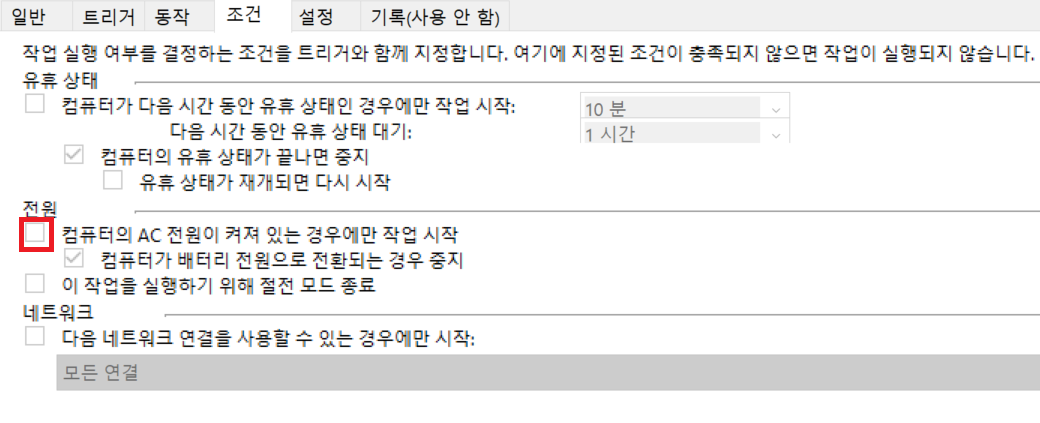 일반 트리거 동작 조건 설정 기록(사용 안 함)
작업 실행 여부를 결정하는 조건을 트리거와 함께 지정합니다. 여기에 지정된 조건이 충족되지 않으면 작업이 실행되지 않습니다.
유휴 상태
컴퓨터가 다음 시간 동안 유휴 상태인 경우에만 작업 시작: 10 분
다음 시간 동안 유휴 상태 대기: 1 시간
컴퓨터의 유휴 상태가 끝나면 중지
유휴 상태가 재개되면 다시 시작
전원
컴퓨터의 AC 전원이 켜져 있는 경우에만 작업 시작
컴퓨터가 배터리 전원으로 전환되는 경우 중지
이 작업을 실행하기 위해 절전 모드 종료
네트워크
다음 네트워크 연결을 사용할 수 있는 경우에만 시작:
모든 연결